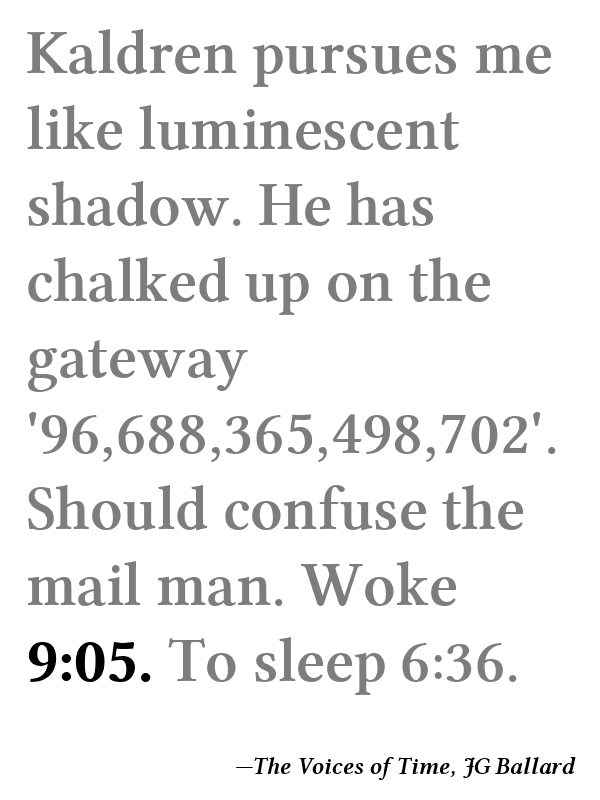 Kaldren pursues me
like luminescent
shadow. He has
chalked up on the
gateway
'96,688,365,498,702'.
Should confuse the
mail man. Woke
9:05. To sleep 6:36.
—The Voices of Time, JG Ballard